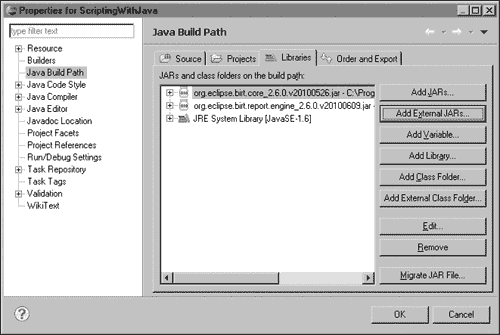 Properties for ScriptingWithJava
type filter text
Resource
Builders
Java Build Path
Java Code Style
Java Compiler
Java Editor
Javadoc Location
Project Facets
Project References
Run/Debug Settings
Task Repository
Task Tags
Validation
WikiText
Java Build Path
Source
Projects
Libraries
Order and Export
JARs and class folders on the build path:
org.eclipse.birt.core_2.6.0.v20100526.jar - C:\Prog
org.eclipse.birt.report.engine_2.6.0.v20100609.jar -
JRE System Library [JavaSE-1.6]
Add JARs...
Add External JARs...
Add Variable...
Add Library...
Add Class Folder...
Add External Class Folder...
Edit...
Remove
Migrate JAR File...
?
OK
Cancel